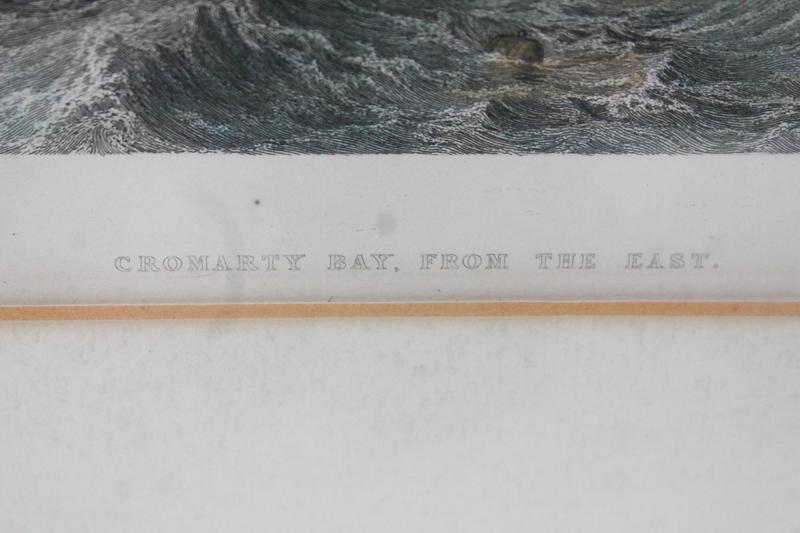 CROMARTY BAY, FROM THE EAST.